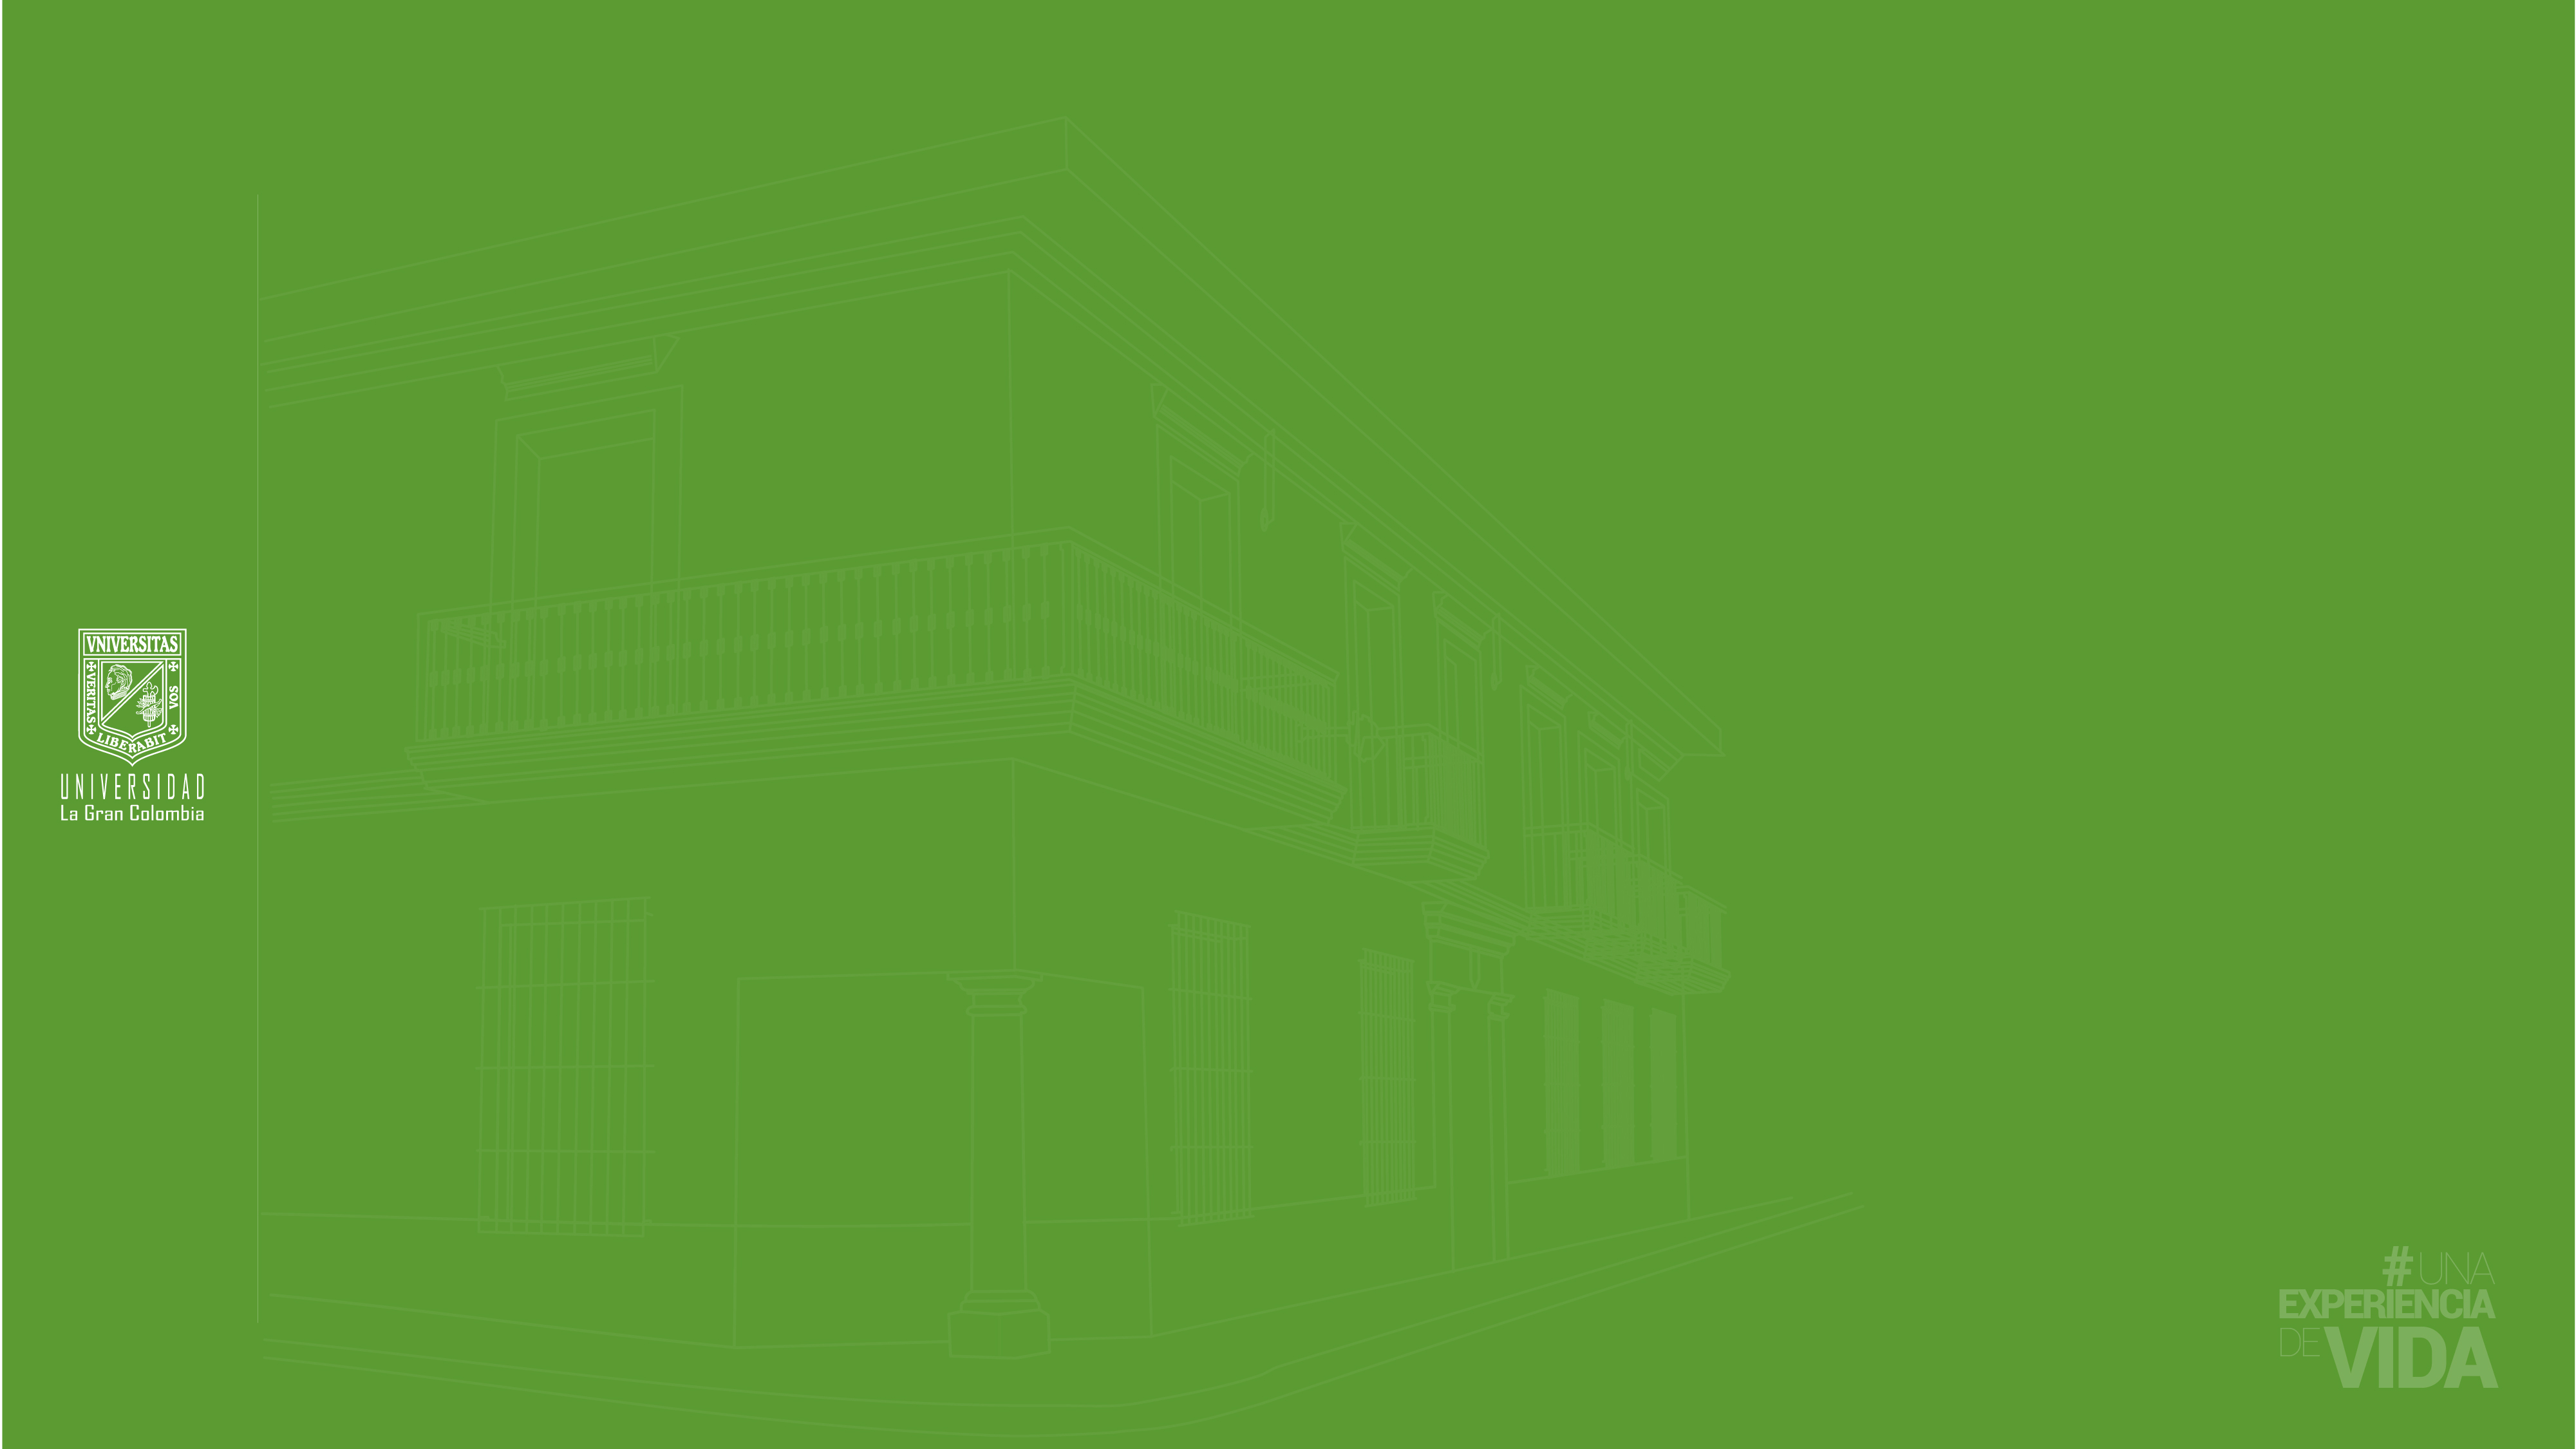 VNIVERSITAS
VERITAS
VOS
LIBERABIT
UNIVERSIDAD
La Gran Colombia
#UNA
EXPERIENCIA
DE VIDA